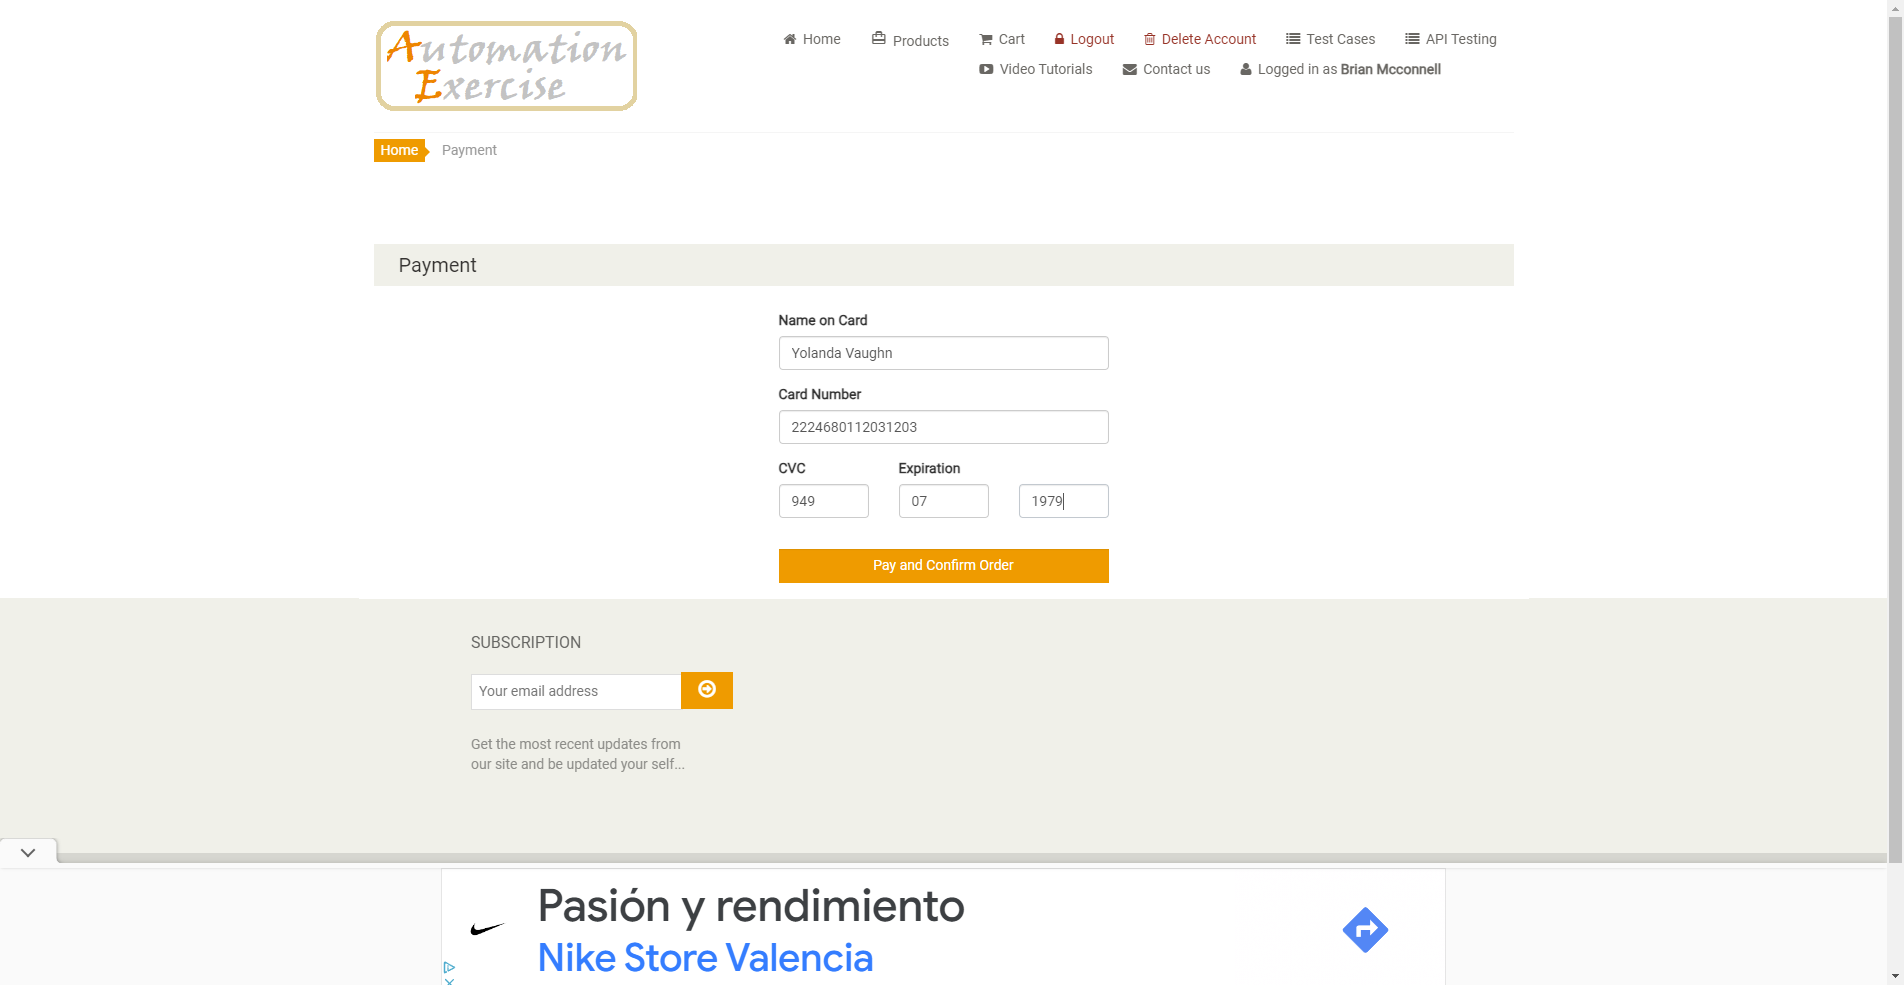 Automation
Exercise
Home
Products
Cart
Logout
Delete Account
Test Cases
API Testing
Video Tutorials
Contact us
Logged in as Brian Mcconnell
Home
Payment
Payment
Name on Card
Yolanda Vaughn
Card Number
2224680112031203
CVC
Expiration
949
07
1979
Pay and Confirm Order
SUBSCRIPTION
Your email address
Get the most recent updates from
our site and be updated your self...
Pasión y rendimiento
Nike Store Valencia